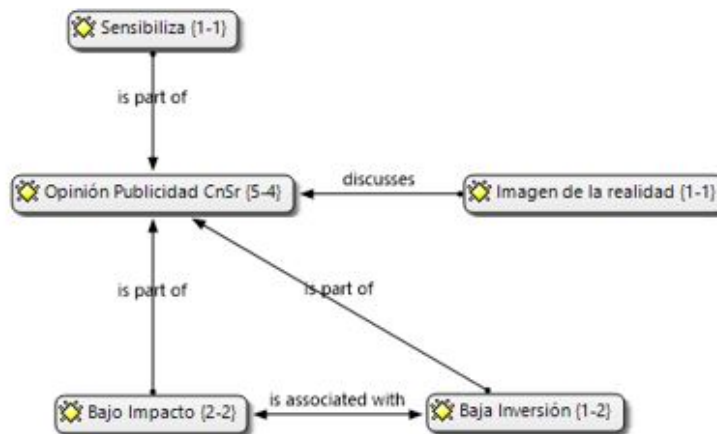 Sensibiliza {1-1}
is part of
Opinión Publicidad CnSr {5-4}
discusses
Imagen de la realidad {1-1}
is part of
is part of
Bajo Impacto {2-2}
is associated with
Baja Inversión {1-2}